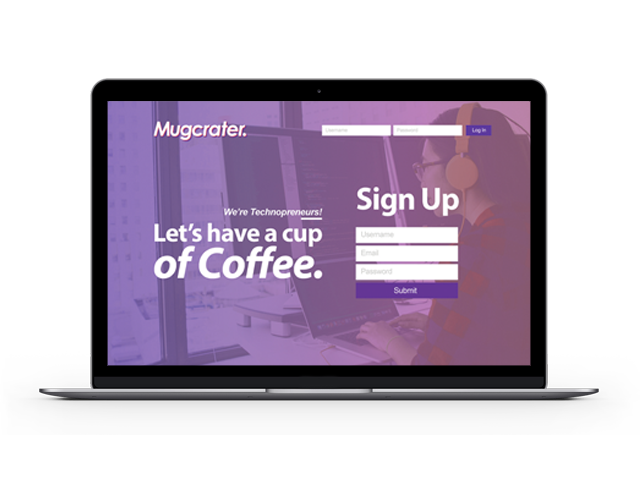 Mugcrater.
Username
Password
Log In
We're Technopreneurs!
Let's have a cup
of Coffee.
Sign Up
Username
Email
Password
Submit